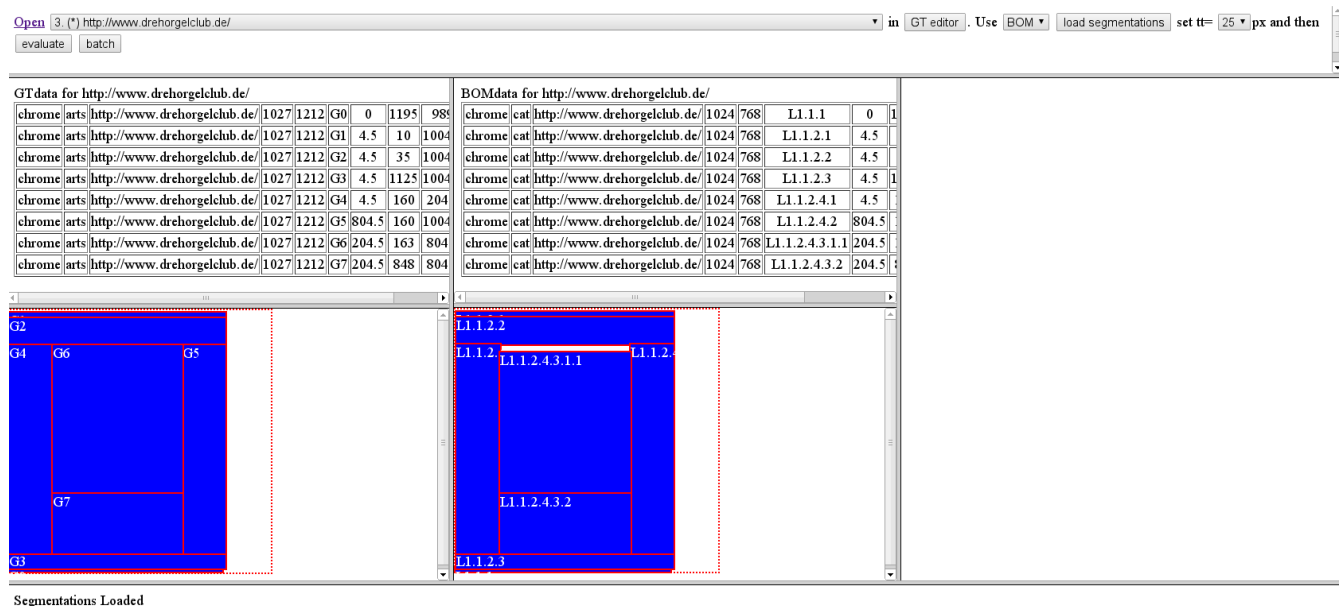 Open 3. (*) http://www.drehorgelclub.de/ in GT editor . Use BOM load segmentations set tt= 25 px and then
evaluate batch
GTdata for http://www.drehorgelclub.de/
chrome arts http://www.drehorgelclub.de/ 1027 1212 G0 0 1195 989
chrome arts http://www.drehorgelclub.de/ 1027 1212 G1 4.5 10 1004
chrome arts http://www.drehorgelclub.de/ 1027 1212 G2 4.5 35 1004
chrome arts http://www.drehorgelclub.de/ 1027 1212 G3 4.5 1125 1004
chrome arts http://www.drehorgelclub.de/ 1027 1212 G4 4.5 160 204
chrome arts http://www.drehorgelclub.de/ 1027 1212 G5 804.5 160 1004
chrome arts http://www.drehorgelclub.de/ 1027 1212 G6 204.5 163 804
chrome arts http://www.drehorgelclub.de/ 1027 1212 G7 204.5 848 804
BOMdata for http://www.drehorgelclub.de/
chrome cat http://www.drehorgelclub.de/ 1024 768 L1.1.1 0 1
chrome cat http://www.drehorgelclub.de/ 1024 768 L1.1.2.1 4.5
chrome cat http://www.drehorgelclub.de/ 1024 768 L1.1.2.2 4.5
chrome cat http://www.drehorgelclub.de/ 1024 768 L1.1.2.3 4.5 1
chrome cat http://www.drehorgelclub.de/ 1024 768 L1.1.2.4.1 4.5
chrome cat http://www.drehorgelclub.de/ 1024 768 L1.1.2.4.2 804.5
chrome cat http://www.drehorgelclub.de/ 1024 768 L1.1.2.4.3.1.1 204.5
chrome cat http://www.drehorgelclub.de/ 1024 768 L1.1.2.4.3.2 204.5
G2
G4 G6 G5
G7
G3
L1.1.2.2
L1.1.2. L1.1.2.4
L1.1.2.4.3.1.1
L1.1.2.4.3.2
L1.1.2.3
Segmentations Loaded